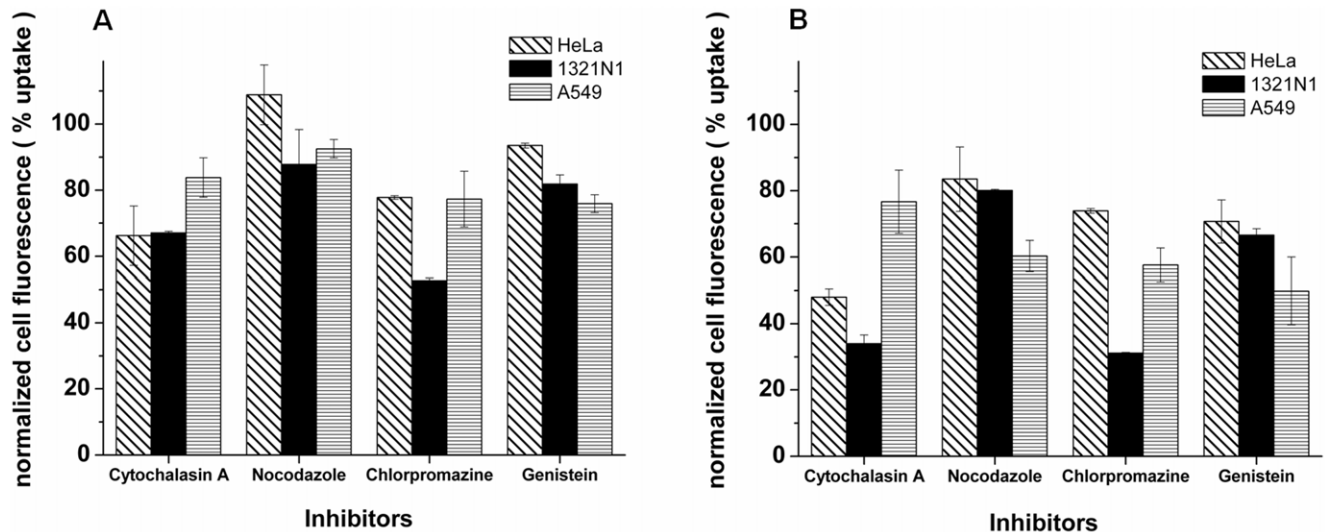 A
HeLa
1321N1
A549
normalized cell fluorescence ( % uptake)
100
80
60
40
20
0
Cytochalasin A Nocodazole Chlorpromazine Genistein
Inhibitors
B
HeLa
1321N1
A549
normalized cell fluorescence ( % uptake)
100
80
60
40
20
0
Cytochalasin A Nocodazole Chlorpromazine Genistein
Inhibitors